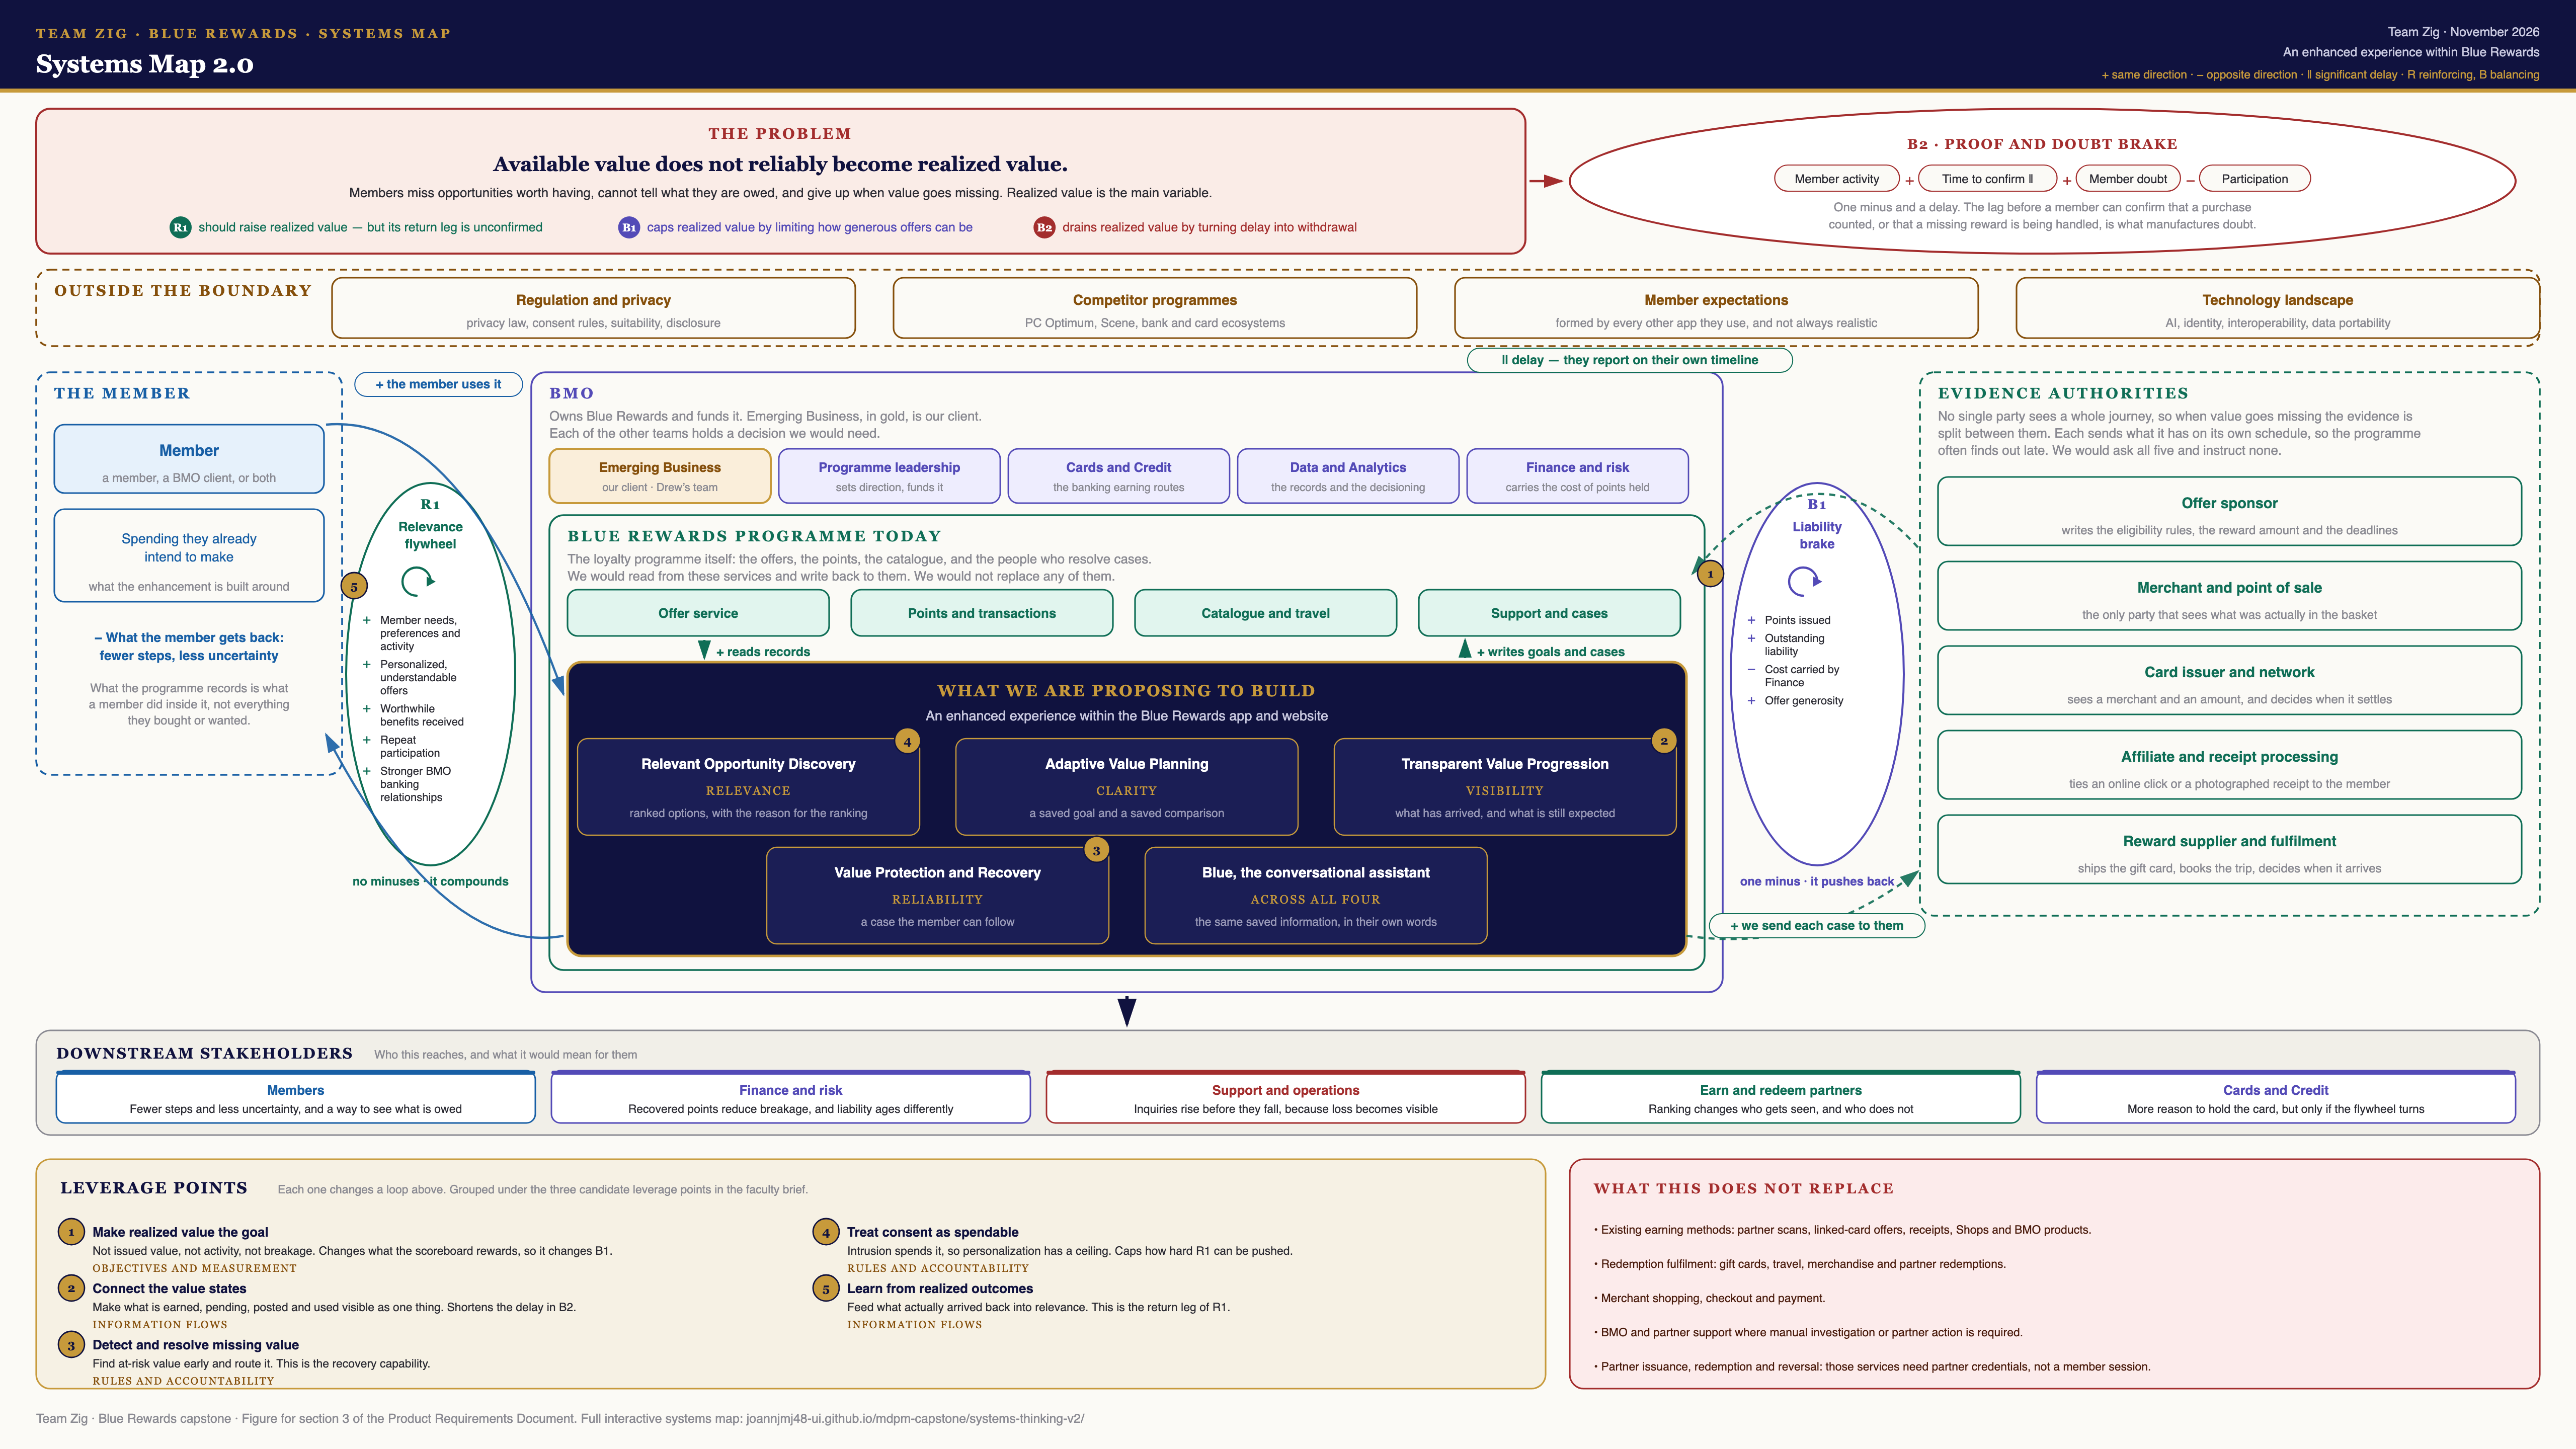 TEAM ZIG · BLUE REWARDS · SYSTEMS MAP
Systems Map 2.0
Team Zig · November 2026
An enhanced experience within Blue Rewards
+ same direction · – opposite direction · ‖ significant delay · R reinforcing, B balancing
THE PROBLEM
Available value does not reliably become realized value.
Members miss opportunities worth having, cannot tell what they are owed, and give up when value goes missing. Realized value is the main variable.
R1 should raise realized value — but its return leg is unconfirmed
B1 caps realized value by limiting how generous offers can be
B2 drains realized value by turning delay into withdrawal
B2 · PROOF AND DOUBT BRAKE
Member activity + Time to confirm ‖ + Member doubt – Participation
One minus and a delay. The lag before a member can confirm that a purchase
counted, or that a missing reward is being handled, is what manufactures doubt.
OUTSIDE THE BOUNDARY
Regulation and privacy
privacy law, consent rules, suitability, disclosure
Competitor programmes
PC Optimum, Scene, bank and card ecosystems
Member expectations
formed by every other app they use, and not always realistic
Technology landscape
AI, identity, interoperability, data portability
‖ delay — they report on their own timeline
THE MEMBER
+ the member uses it
Member
a member, a BMO client, or both
Spending they already
intend to make
what the enhancement is built around
– What the member gets back:
fewer steps, less uncertainty
What the programme records is what
a member did inside it, not everything
they bought or wanted.
5
R1
Relevance
flywheel
+ Member needs,
preferences and
activity
+ Personalized,
understandable
offers
+ Worthwhile
benefits received
+ Repeat
participation
+ Stronger BMO
banking
relationships
no minuses · it compounds
BMO
Owns Blue Rewards and funds it. Emerging Business, in gold, is our client.
Each of the other teams holds a decision we would need.
Emerging Business
our client · Drew's team
Programme leadership
sets direction, funds it
Cards and Credit
the banking earning routes
Data and Analytics
the records and the decisioning
Finance and risk
carries the cost of points held
BLUE REWARDS PROGRAMME TODAY
The loyalty programme itself: the offers, the points, the catalogue, and the people who resolve cases.
We would read from these services and write back to them. We would not replace any of them.
Offer service
Points and transactions
Catalogue and travel
Support and cases
+ reads records
+ writes goals and cases
WHAT WE ARE PROPOSING TO BUILD
An enhanced experience within the Blue Rewards app and website
4
Relevant Opportunity Discovery
RELEVANCE
ranked options, with the reason for the ranking
Adaptive Value Planning
CLARITY
a saved goal and a saved comparison
2
Transparent Value Progression
VISIBILITY
what has arrived, and what is still expected
3
Value Protection and Recovery
RELIABILITY
a case the member can follow
Blue, the conversational assistant
ACROSS ALL FOUR
the same saved information, in their own words
1
B1
Liability
brake
+ Points issued
+ Outstanding
liability
– Cost carried by
Finance
+ Offer generosity
one minus · it pushes back
+ we send each case to them
EVIDENCE AUTHORITIES
No single party sees a whole journey, so when value goes missing the evidence is
split between them. Each sends what it has on its own schedule, so the programme
often finds out late. We would ask all five and instruct none.
Offer sponsor
writes the eligibility rules, the reward amount and the deadlines
Merchant and point of sale
the only party that sees what was actually in the basket
Card issuer and network
sees a merchant and an amount, and decides when it settles
Affiliate and receipt processing
ties an online click or a photographed receipt to the member
Reward supplier and fulfilment
ships the gift card, books the trip, decides when it arrives
DOWNSTREAM STAKEHOLDERS
Who this reaches, and what it would mean for them
Members
Fewer steps and less uncertainty, and a way to see what is owed
Finance and risk
Recovered points reduce breakage, and liability ages differently
Support and operations
Inquiries rise before they fall, because loss becomes visible
Earn and redeem partners
Ranking changes who gets seen, and who does not
Cards and Credit
More reason to hold the card, but only if the flywheel turns
LEVERAGE POINTS
Each one changes a loop above. Grouped under the three candidate leverage points in the faculty brief.
1 Make realized value the goal
Not issued value, not activity, not breakage. Changes what the scoreboard rewards, so it changes B1.
OBJECTIVES AND MEASUREMENT
2 Connect the value states
Make what is earned, pending, posted and used visible as one thing. Shortens the delay in B2.
INFORMATION FLOWS
3 Detect and resolve missing value
Find at-risk value early and route it. This is the recovery capability.
RULES AND ACCOUNTABILITY
4 Treat consent as spendable
Intrusion spends it, so personalization has a ceiling. Caps how hard R1 can be pushed.
RULES AND ACCOUNTABILITY
5 Learn from realized outcomes
Feed what actually arrived back into relevance. This is the return leg of R1.
INFORMATION FLOWS
WHAT THIS DOES NOT REPLACE
• Existing earning methods: partner scans, linked-card offers, receipts, Shops and BMO products.
• Redemption fulfilment: gift cards, travel, merchandise and partner redemptions.
• Merchant shopping, checkout and payment.
• BMO and partner support where manual investigation or partner action is required.
• Partner issuance, redemption and reversal: those services need partner credentials, not a member session.
Team Zig · Blue Rewards capstone · Figure for section 3 of the Product Requirements Document. Full interactive systems map: joannjmj48-ui.github.io/mdpm-capstone/systems-thinking-v2/